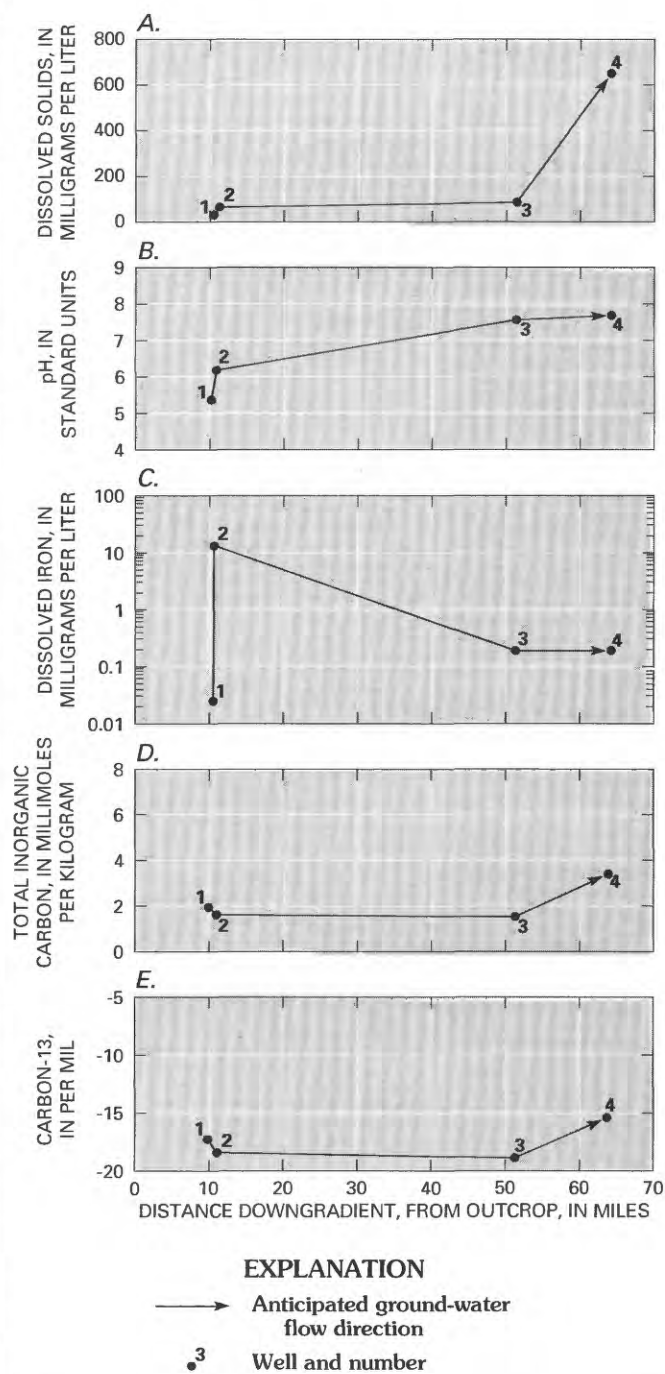 A.
DISSOLVED SOLIDS, IN
MILLIGRAMS PER LITER
800
600
400
200
0
1
2
3
4
B.
pH, IN
STANDARD UNITS
9
8
7
6
5
4
1
2
3
4
C.
DISSOLVED IRON, IN
MILLIGRAMS PER LITER
100
10
1
0.1
0.01
1
2
3
4
D.
TOTAL INORGANIC
CARBON, IN MILLIMOLES
PER KILOGRAM
8
6
4
2
0
1
2
3
4
E.
CARBON-13,
IN PER MIL
-5
-10
-15
-20
1
2
3
4
0 10 20 30 40 50 60 70
DISTANCE DOWNGRADIENT, FROM OUTCROP, IN MILES
EXPLANATION
Anticipated ground-water
flow direction
3 Well and number